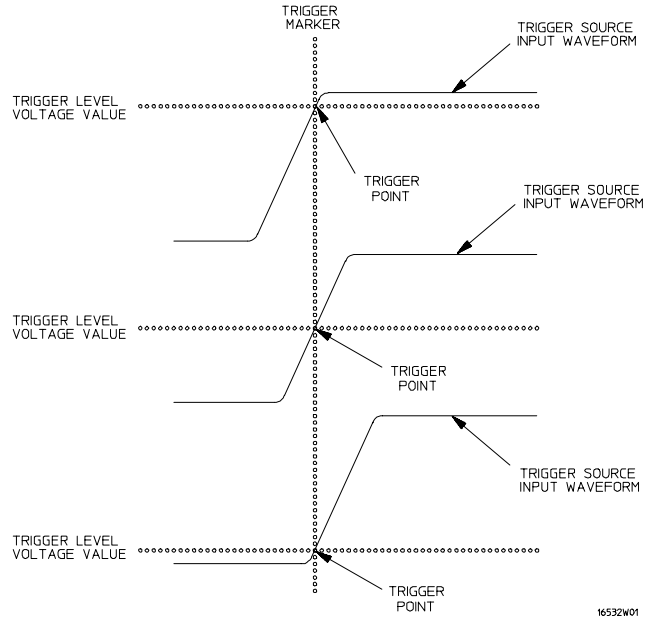 TRIGGER
MARKER
TRIGGER SOURCE
INPUT WAVEFORM
TRIGGER LEVEL
VOLTAGE VALUE
TRIGGER
POINT
TRIGGER SOURCE
INPUT WAVEFORM
TRIGGER LEVEL
VOLTAGE VALUE
TRIGGER
POINT
TRIGGER SOURCE
INPUT WAVEFORM
TRIGGER LEVEL
VOLTAGE VALUE
TRIGGER
POINT
16532W01